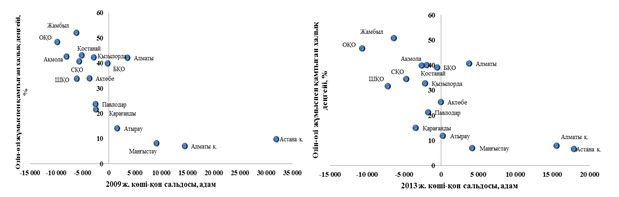 Өзін-өзі жұмыспен қамтыған халық деңгейі, %
60
50
40
30
20
10
0
Жамбыл
ОҚО
Қостанай
Ақмола
Қызылорда
Алматы
СҚО
БҚО
ШҚО
Ақтөбе
Павлодар
Қарағанды
Атырау
Маңғыстау
Алматы қ.
Астана қ.
-15 000 -10 000 -5 000 0 5 000 10 000 15 000 20 000 25 000 30 000 35 000
2009 ж. көші-қон сальдосы, адам
Өзін-өзі жұмыспен қамтыған халық деңгейі, %
60
50
40
30
20
10
0
Жамбыл
ОҚО
Ақмола
БҚО
Алматы
СҚО
Қостанай
ШҚО
Қызылорда
Ақтөбе
Павлодар
Қарағанды
Атырау
Маңғыстау
Алматы қ.
Астана қ.
-15 000 -10 000 -5 000 0 5 000 10 000 15 000 20 000
2013 ж. көші-қон сальдосы, адам